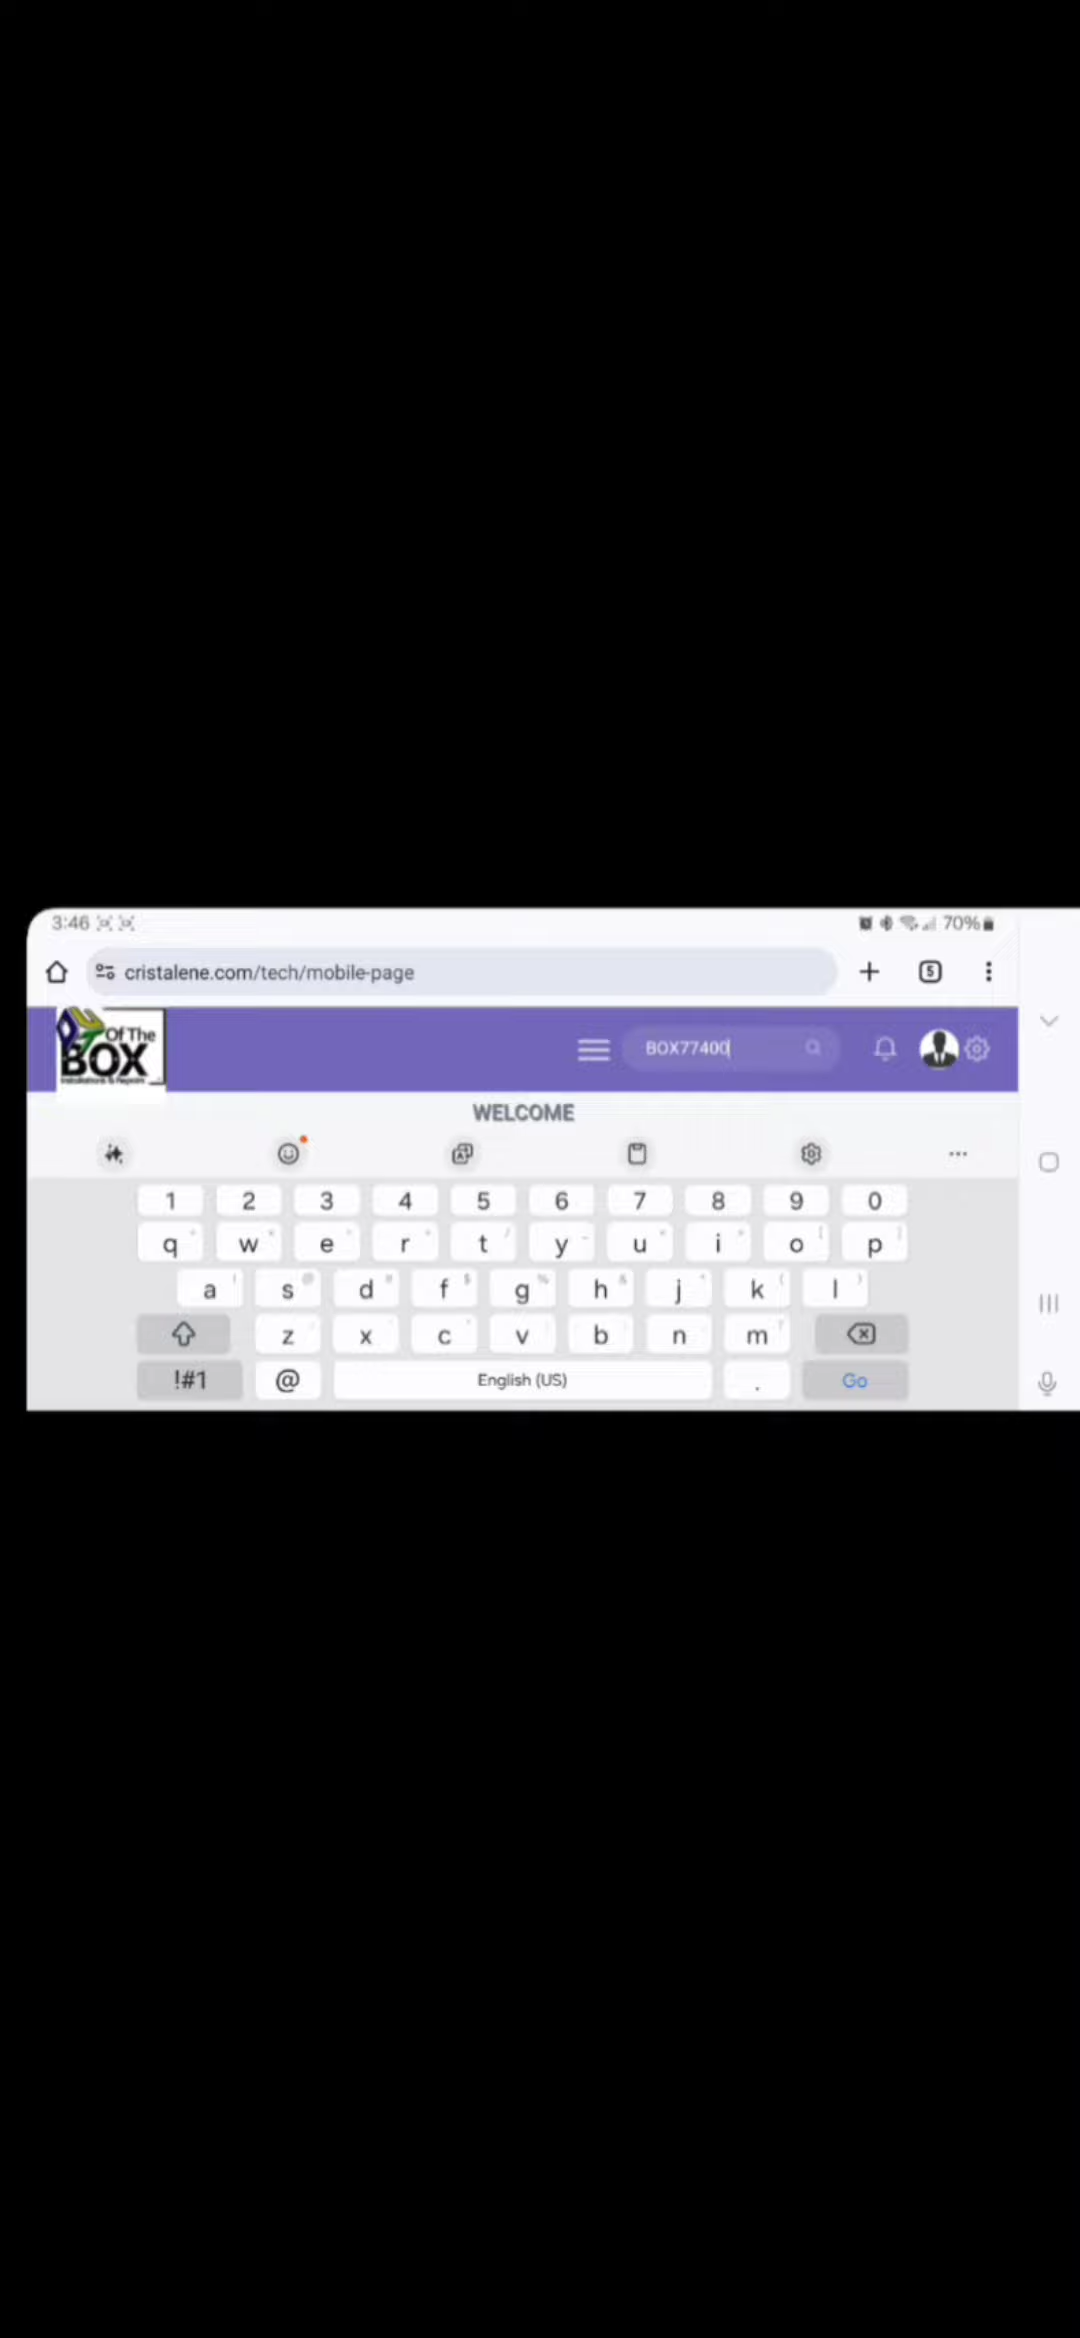 3:46 70%
cristalene.com/tech/mobile-page 5
Of The
BOX
BOX77400
WELCOME
1 2 3 4 5 6 7 8 9 0
q w e r t y u i o p
a s d f g h j k l
z x c v b n m
!#1 @ English (US) . Go